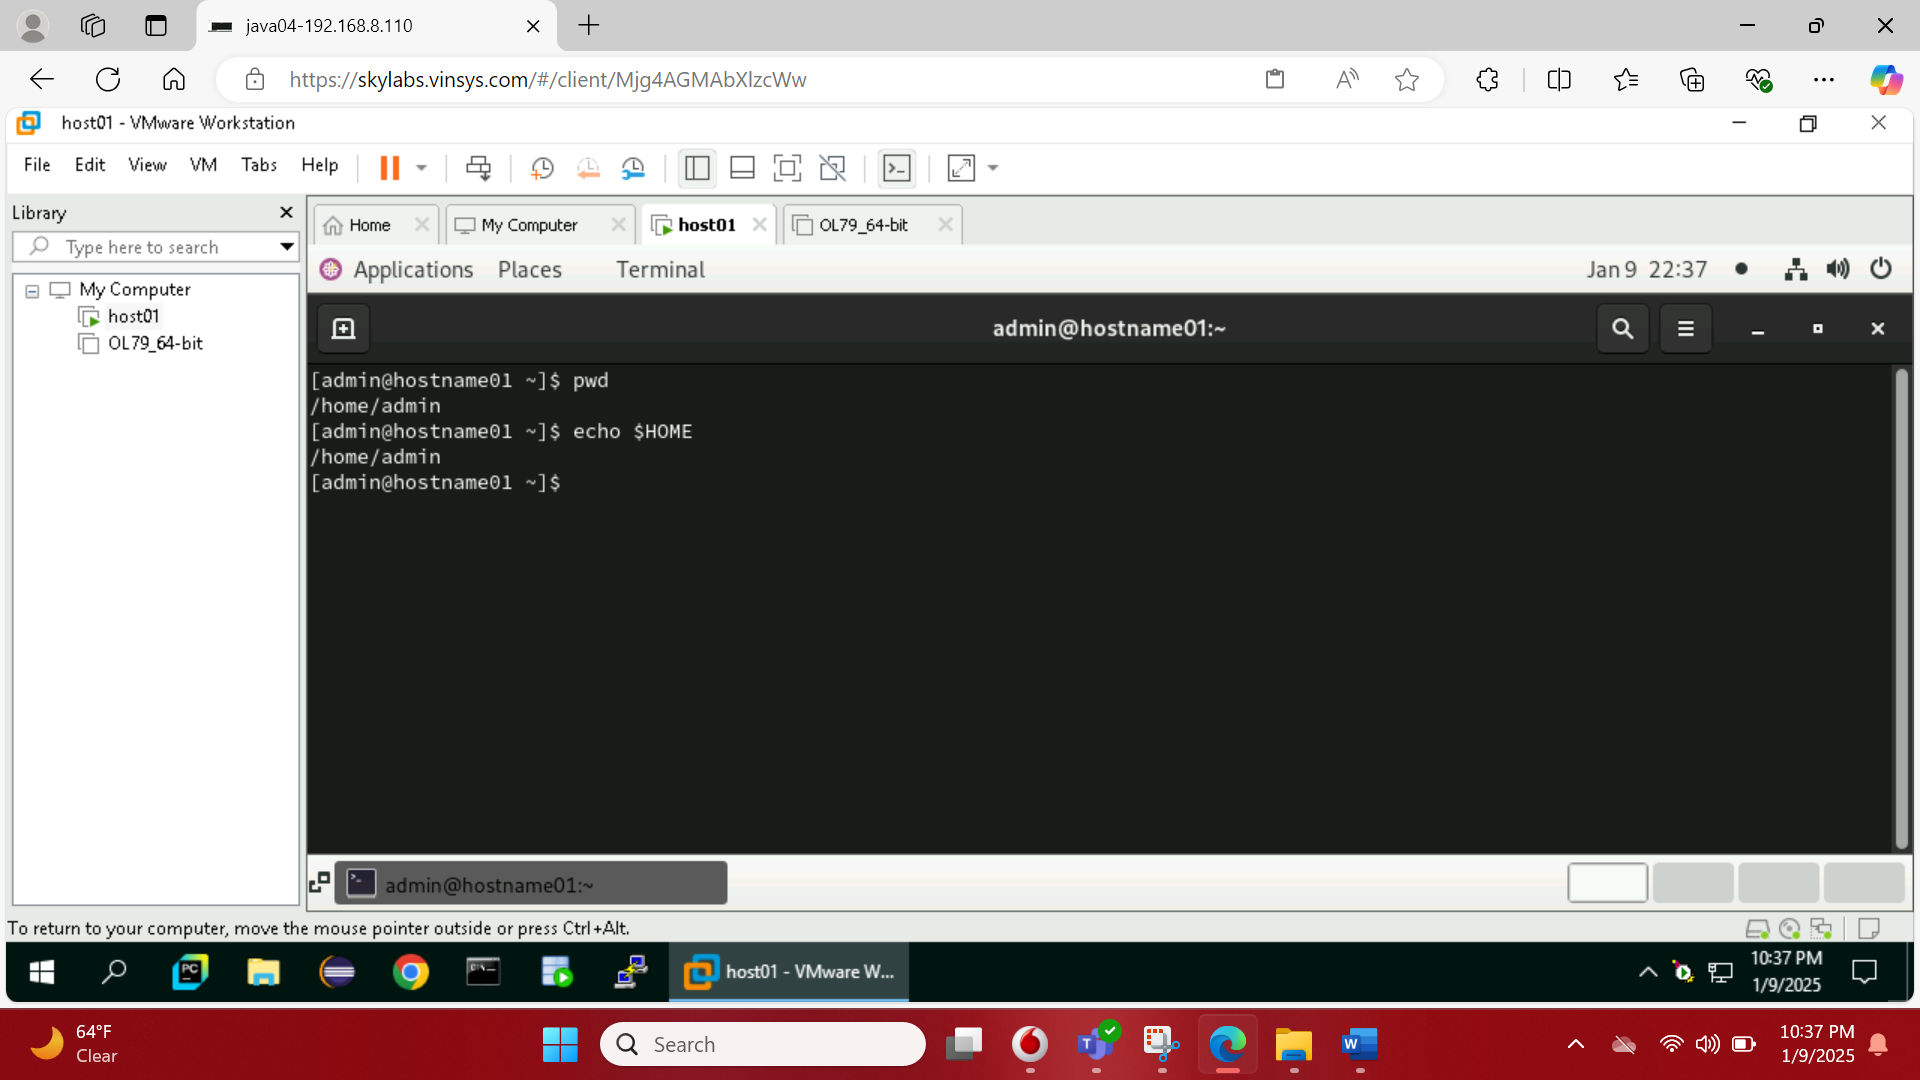 java04-192.168.8.110
https://skylabs.vinsys.com/#/client/Mjg4AGMAbXlzcWw
host01 - VMware Workstation
File Edit View VM Tabs Help
Library
Type here to search
My Computer
host01
OL79_64-bit
Home My Computer host01 OL79_64-bit
Applications Places Terminal Jan 9 22:37
admin@hostname01:~
[admin@hostname01 ~]$ pwd
/home/admin
[admin@hostname01 ~]$ echo $HOME
/home/admin
[admin@hostname01 ~]$
admin@hostname01:~
To return to your computer, move the mouse pointer outside or press Ctrl+Alt.
host01 - VMware W...
10:37 PM
1/9/2025
64°F
Clear
Search
10:37 PM
1/9/2025